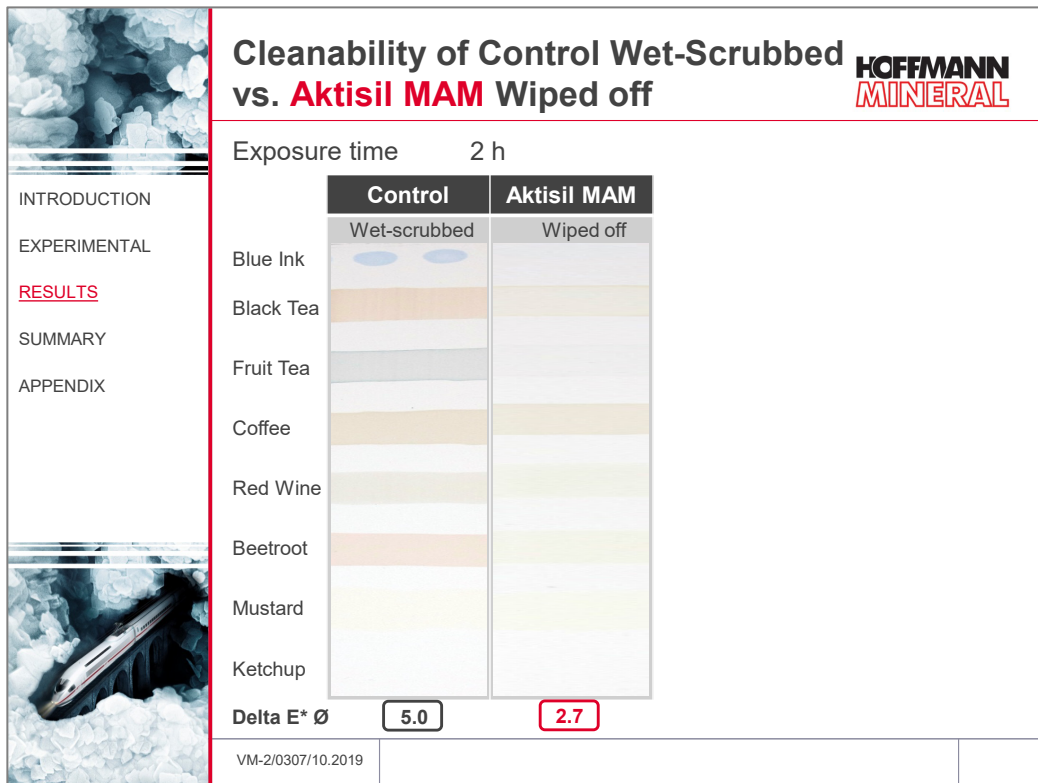 Cleanability of Control Wet-Scrubbed
vs. Aktisil MAM Wiped off
HOFFMANN
MINERAL
INTRODUCTION
EXPERIMENTAL
RESULTS
SUMMARY
APPENDIX
Exposure time 2 h
Control Aktisil MAM
Wet-scrubbed Wiped off
Blue Ink
Black Tea
Fruit Tea
Coffee
Red Wine
Beetroot
Mustard
Ketchup
Delta E* Ø 5.0 2.7
VM-2/0307/10.2019